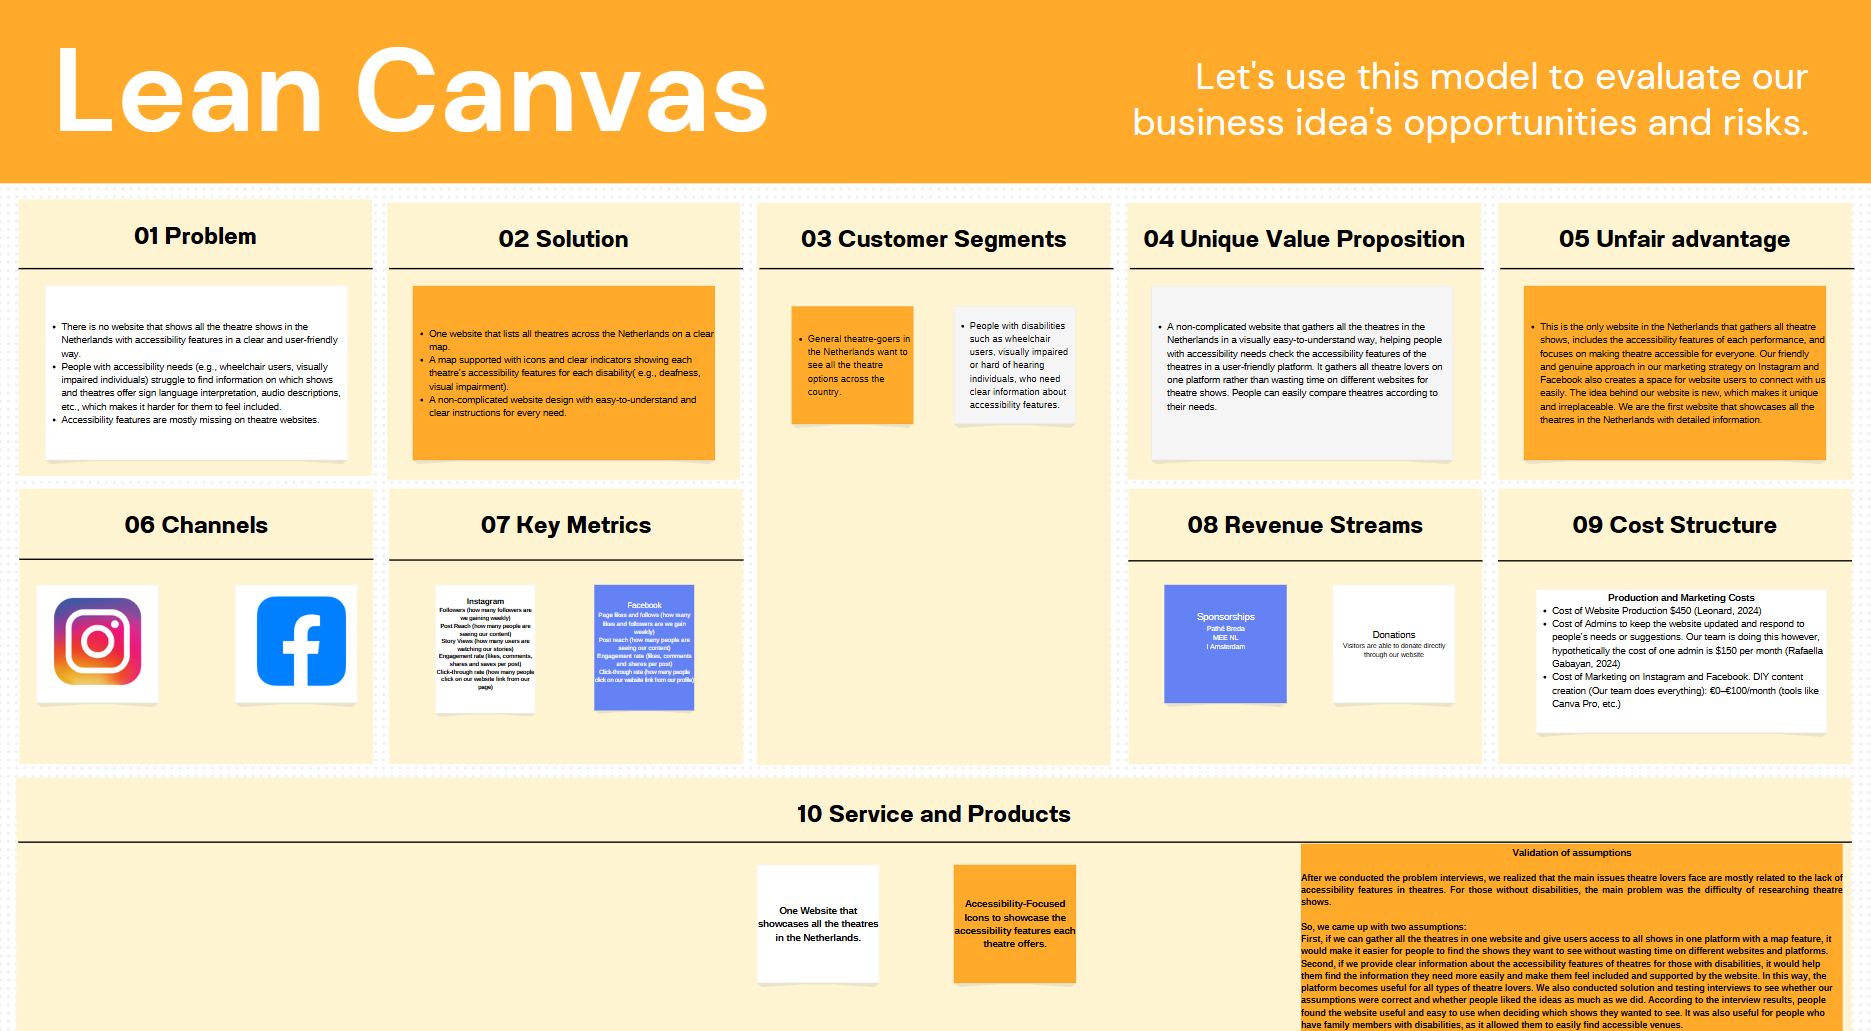 Lean Canvas
Let's use this model to evaluate our
business idea's opportunities and risks.
01 Problem
• There is no website that shows all the theatre shows in the
Netherlands with accessibility features in a clear and user-friendly
way.
• People with accessibility needs (e.g., wheelchair users, visually
impaired individuals) struggle to find information on which shows
and theatres offer sign language interpretation, audio descriptions,
etc., which makes it harder for them to feel included.
• Accessibility features are mostly missing on theatre websites.
02 Solution
• One website that lists all theatres across the Netherlands on a clear
map.
• A map supported with icons and clear indicators showing each
theatre's accessibility features for each disability( e.g., deafness,
visual impairment).
• A non-complicated website design with easy-to-understand and
clear instructions for every need.
03 Customer Segments
• General theatre-goers in
the Netherlands want to
see all the theatre
options across the
country.
• People with disabilities
such as wheelchair
users, visually impaired
or hard of hearing
individuals, who need
clear information about
accessibility features.
04 Unique Value Proposition
• A non-complicated website that gathers all the theatres in the
Netherlands in a visually easy-to-understand way, helping people
with accessibility needs check the accessibility features of the
theatres in a user-friendly platform. It gathers all theatre lovers on
one platform rather than wasting time on different websites for
theatre shows. People can easily compare theatres according to
their needs.
05 Unfair advantage
• This is the only website in the Netherlands that gathers all theatre
shows, includes the accessibility features of each performance, and
focuses on making theatre accessible for everyone. Our friendly
and genuine approach in our marketing strategy on Instagram and
Facebook also creates a space for website users to connect with us
easily. The idea behind our website is new, which makes it unique
and irreplaceable. We are the first website that showcases all the
theatres in the Netherlands with detailed information.
06 Channels
07 Key Metrics
Instagram
Followers (how many followers are
we gaining weekly)
Post Reach (how many people are
seeing our content)
Story Views (how many users are
watching our stories)
Engagement rate (likes, comments,
shares and saves per post)
Click-through rate (how many people
click on our website link from our
page)
Facebook
Page likes and follows (how many
likes and followers are we gain
weekly)
Post reach (how many people are
seeing our content)
Engagement rate (likes, comments
and shares per post)
Click-through rate (how many people
click on our website link from our profile)
08 Revenue Streams
Sponsorships
Pathé Breda
MEE NL
I Amsterdam
Donations
Visitors are able to donate directly
through our website
09 Cost Structure
Production and Marketing Costs
• Cost of Website Production $450 (Leonard, 2024)
• Cost of Admins to keep the website updated and respond to
people's needs or suggestions. Our team is doing this however,
hypothetically the cost of one admin is $150 per month (Rafaella
Gabayan, 2024)
• Cost of Marketing on Instagram and Facebook. DIY content
creation (Our team does everything): €0–€100/month (tools like
Canva Pro, etc.)
10 Service and Products
One Website that
showcases all the theatres
in the Netherlands.
Accessibility-Focused
Icons to showcase the
accessibility features each
theatre offers.
Validation of assumptions
After we conducted the problem interviews, we realized that the main issues theatre lovers face are mostly related to the lack of
accessibility features in theatres. For those without disabilities, the main problem was the difficulty of researching theatre
shows.
So, we came up with two assumptions:
First, if we can gather all the theatres in one website and give users access to all shows in one platform with a map feature, it
would make it easier for people to find the shows they want to see without wasting time on different websites and platforms.
Second, if we provide clear information about the accessibility features of theatres for those with disabilities, it would help
them find the information they need more easily and make them feel included and supported by the website. In this way, the
platform becomes useful for all types of theatre lovers. We also conducted solution and testing interviews to see whether our
assumptions were correct and whether people liked the ideas as much as we did. According to the interview results, people
found the website useful and easy to use when deciding which shows they wanted to see. It was also useful for people who
have family members with disabilities, as it allowed them to easily find accessible venues.